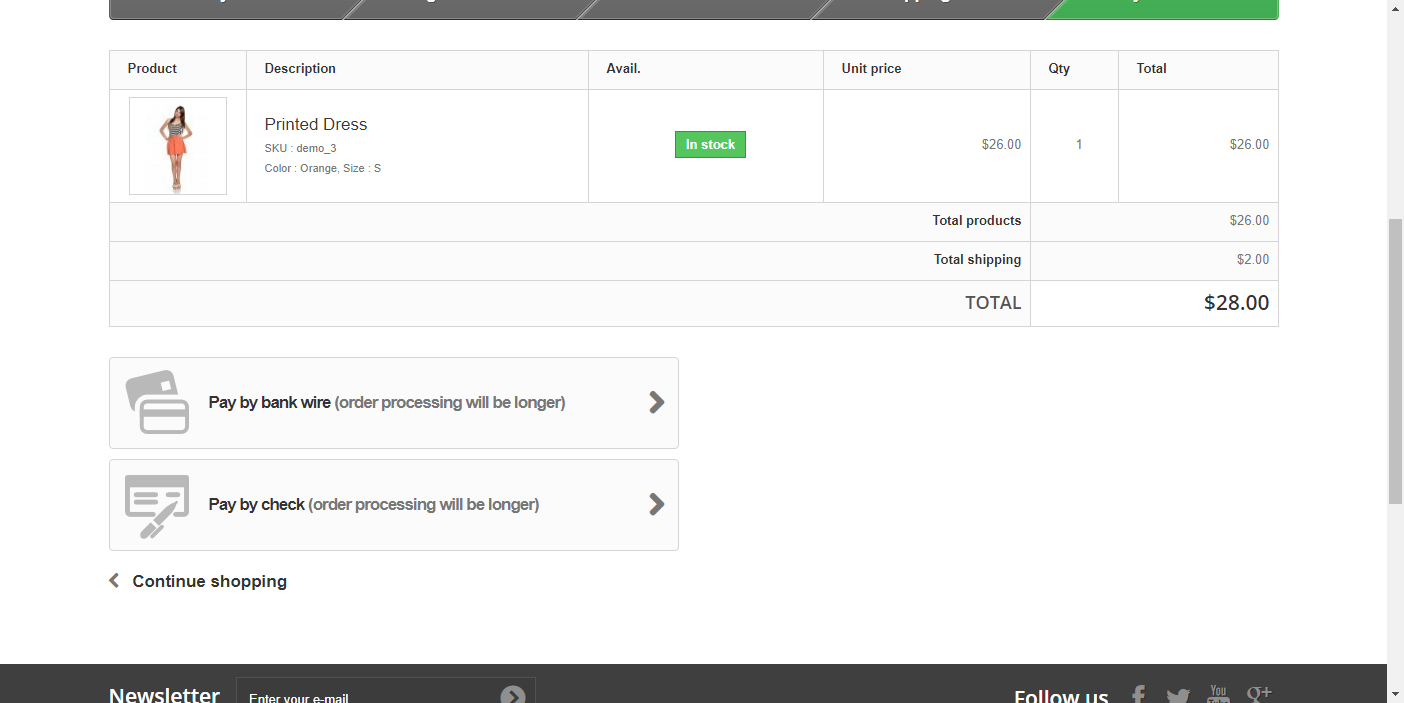 Product Description Avail. Unit price Qty Total
Printed Dress
SKU : demo_3
Color : Orange, Size : S
In stock
$26.00
1
$26.00
Total products $26.00
Total shipping $2.00
TOTAL $28.00
Pay by bank wire (order processing will be longer)
Pay by check (order processing will be longer)
Continue shopping
Newsletter
Enter your e-mail
Follow us